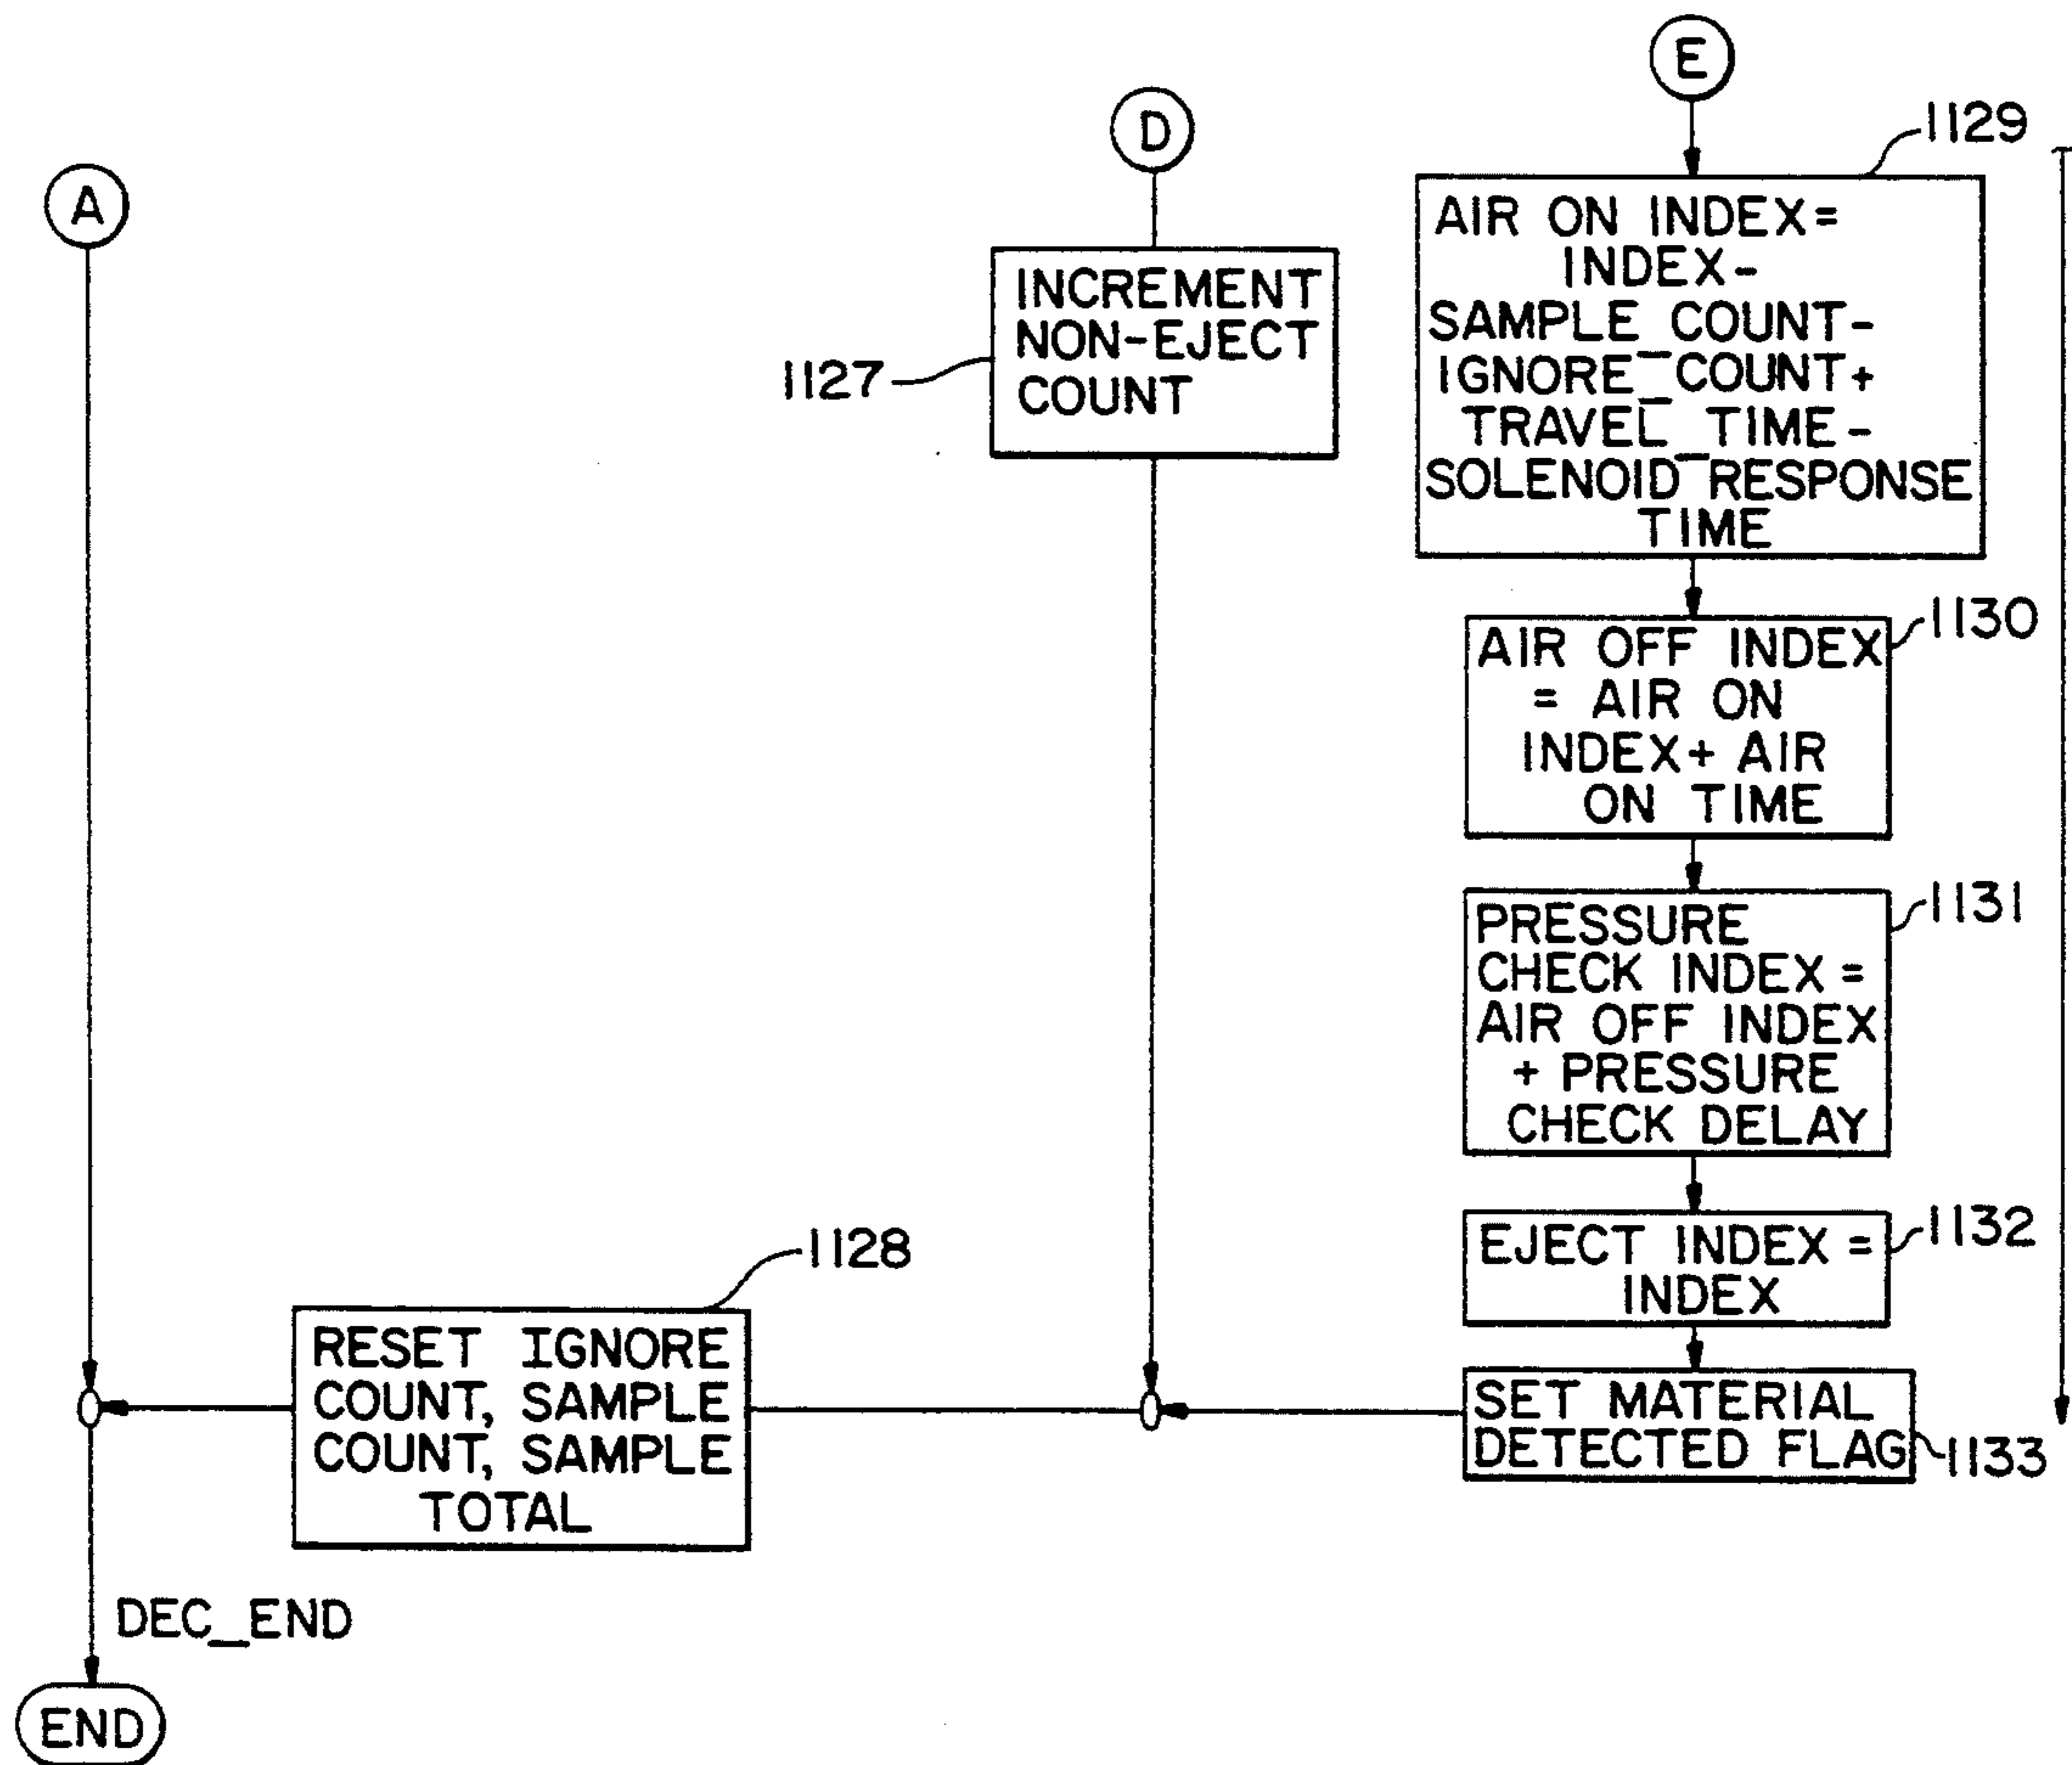 A
D
E
1127
INCREMENT
NON-EJECT
COUNT
1128
RESET IGNORE
COUNT, SAMPLE
COUNT, SAMPLE
TOTAL
DEC_END
END
1129
AIR ON INDEX=
INDEX-
SAMPLE_COUNT-
IGNORE_COUNT+
TRAVEL_TIME-
SOLENOID_RESPONSE
TIME
1130
AIR OFF INDEX
= AIR ON
INDEX+ AIR
ON TIME
1131
PRESSURE
CHECK INDEX=
AIR OFF INDEX
+ PRESSURE
CHECK DELAY
1132
EJECT INDEX=
INDEX
1133
SET MATERIAL
DETECTED FLAG